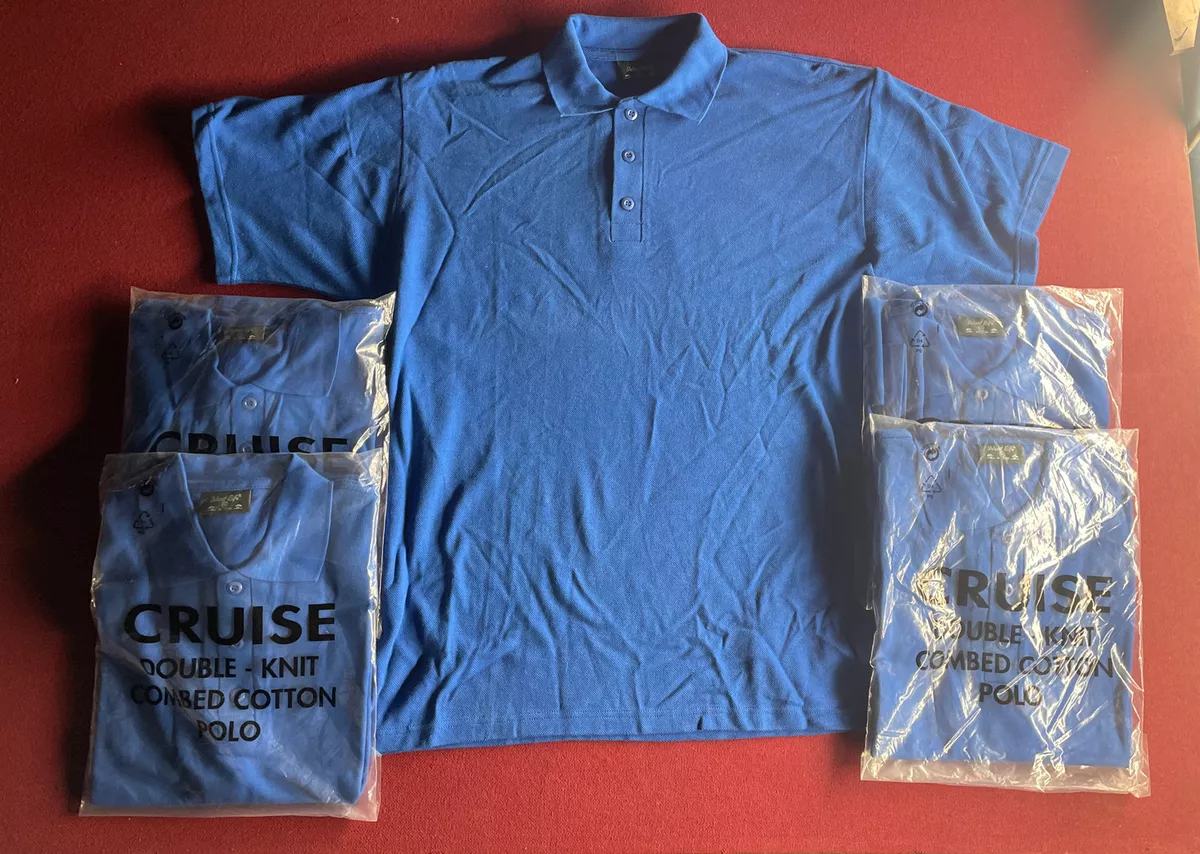 CRUISE
CRUISE
DOUBLE - KNIT
COMBED COTTON
POLO
CRUISE
DOUBLE - KNIT
COMBED COTTON
POLO